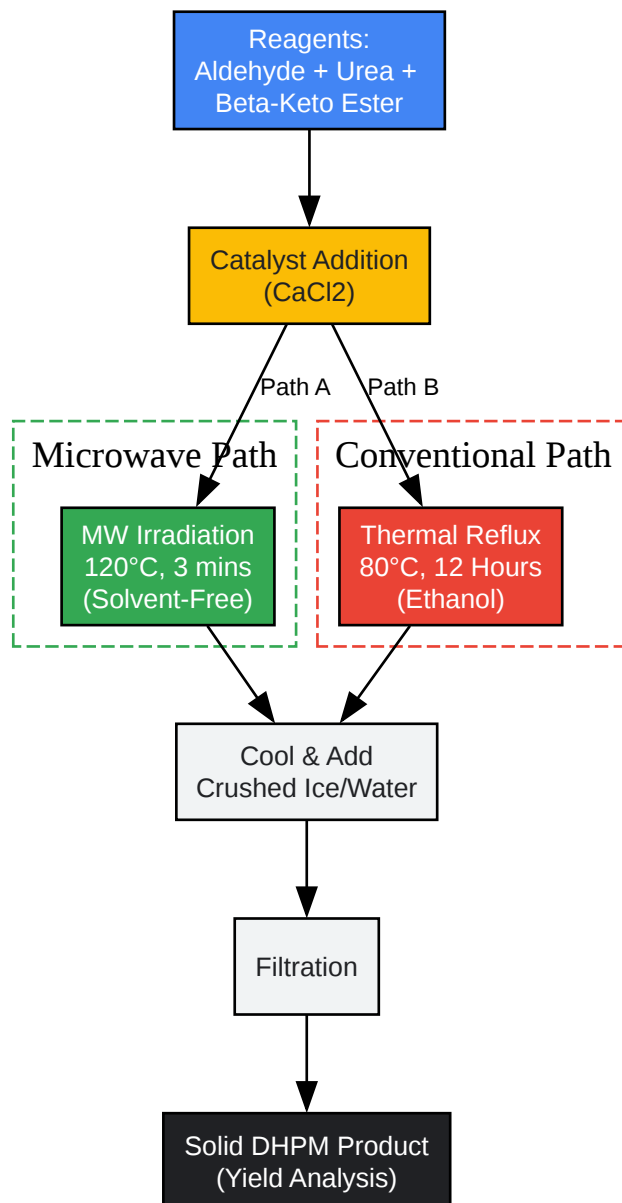 Reagents:
Aldehyde + Urea +
Beta-Keto Ester
Catalyst Addition
(CaCl2)
Path A
Path B
Microwave Path
MW Irradiation
120°C, 3 mins
(Solvent-Free)
Conventional Path
Thermal Reflux
80°C, 12 Hours
(Ethanol)
Cool & Add
Crushed Ice/Water
Filtration
Solid DHPM Product
(Yield Analysis)